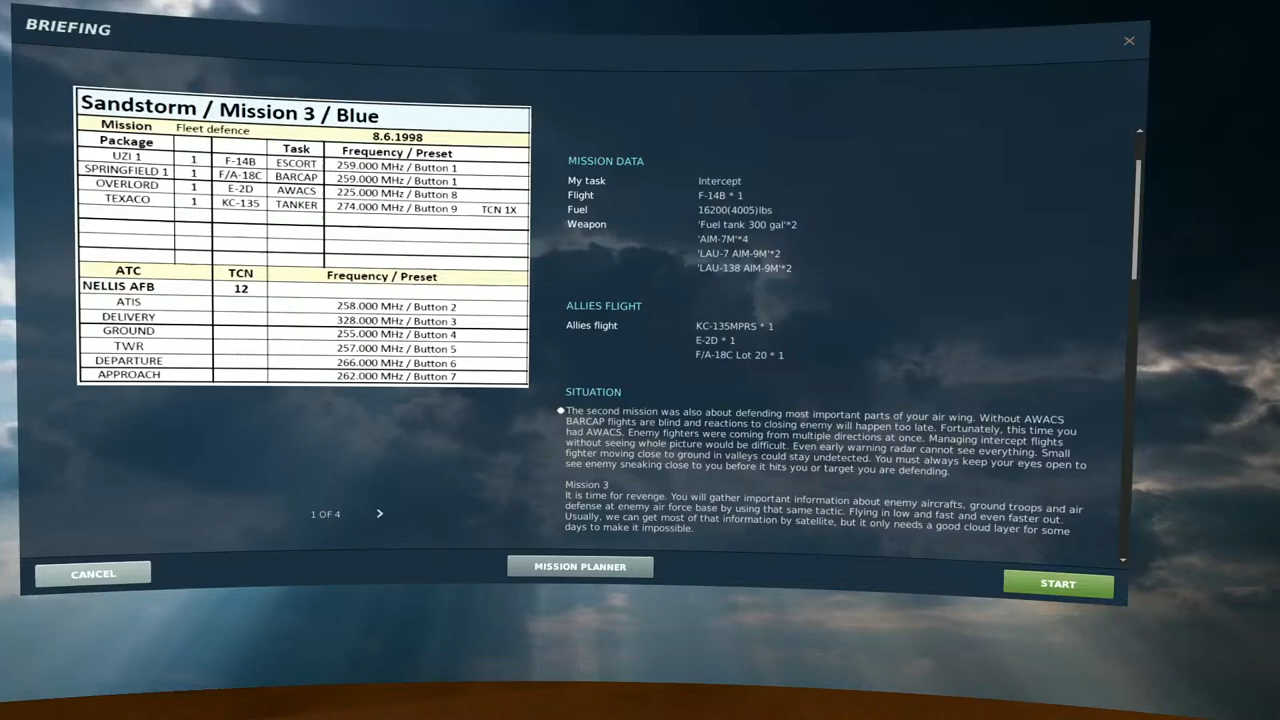 BRIEFING
Sandstorm / Mission 3 / Blue
Mission Fleet defence 8.6.1998
Package Task Frequency / Preset
UZI 1 1 F-14B ESCORT 259.000 MHz / Button 1
SPRINGFIELD 1 1 F/A-18C BARCAP 259.000 MHz / Button 1
OVERLORD 1 E-2D AWACS 225.000 MHz / Button 8
TEXACO 1 KC-135 TANKER 274.000 MHz / Button 9 TCN 1X
ATC TCN Frequency / Preset
NELLIS AFB 12
ATIS 258.000 MHz / Button 2
DELIVERY 328.000 MHz / Button 3
GROUND 255.000 MHz / Button 4
TWR 257.000 MHz / Button 5
DEPARTURE 266.000 MHz / Button 6
APPROACH 262.000 MHz / Button 7
1 OF 4 >
MISSION DATA
My task Intercept
Flight F-14B * 1
Fuel 16200(4005)lbs
Weapon 'Fuel tank 300 gal'*2
'AIM-7M'*4
'LAU-7 AIM-9M'*2
'LAU-138 AIM-9M'*2
ALLIES FLIGHT
Allies flight KC-135MPRS * 1
E-2D * 1
F/A-18C Lot 20 * 1
SITUATION
The second mission was also about defending most important parts of your air wing. Without AWACS
BARCAP flights are blind and reactions to closing enemy will happen too late. Fortunately, this time you
had AWACS. Enemy fighters were coming from multiple directions at once. Managing intercept flights
without seeing whole picture would be difficult. Even early warning radar cannot see everything. Small
fighter moving close to ground in valleys could stay undetected. You must always keep your eyes open to
see enemy sneaking close to you before it hits you or target you are defending.
Mission 3
It is time for revenge. You will gather important information about enemy aircrafts, ground troops and air
defense at enemy air force base by using that same tactic. Flying in low and fast and even faster out.
Usually, we can get most of that information by satellite, but it only needs a good cloud layer for some
days to make it impossible.
CANCEL
MISSION PLANNER
START